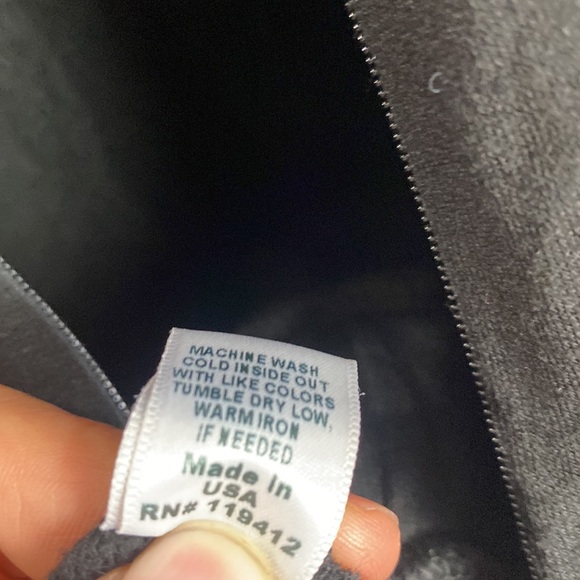 MACHINE WASH
COLD INSIDE OUT
WITH LIKE COLORS
TUMBLE DRY LOW,
WARM IRON
IF NEEDED
Made In
USA
RN# 119412